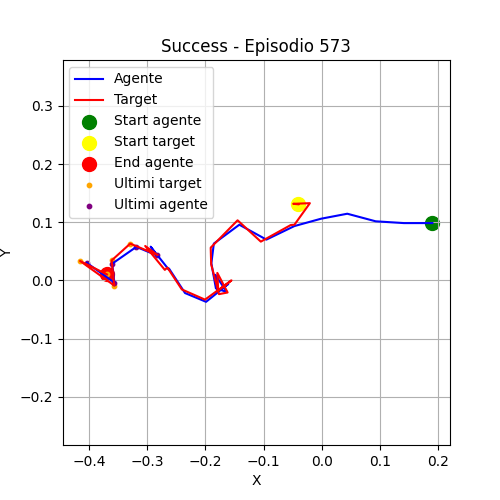 Success - Episodio 573
Agente
Target
Start agente
Start target
End agente
Ultimi target
Ultimi agente
0.3
0.2
0.1
0.0
−0.1
−0.2
Y
−0.4
−0.3
−0.2
−0.1
0.0
0.1
0.2
X